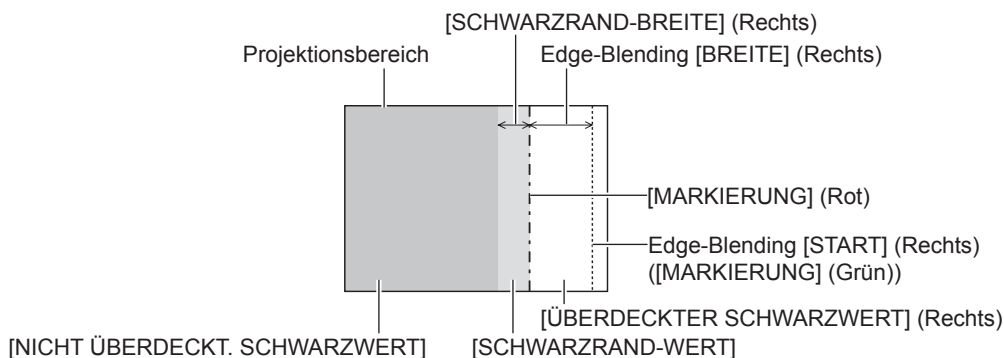 [SCHWARZRAND-BREITE] (Rechts)
Projektionsbereich
Edge-Blending [BREITE] (Rechts)
[MARKIERUNG] (Rot)
Edge-Blending [START] (Rechts)
([MARKIERUNG] (Grün))
[ÜBERDECKTER SCHWARZWERT] (Rechts)
[NICHT ÜBERDECKT. SCHWARZWERT]
[SCHWARZRAND-WERT]